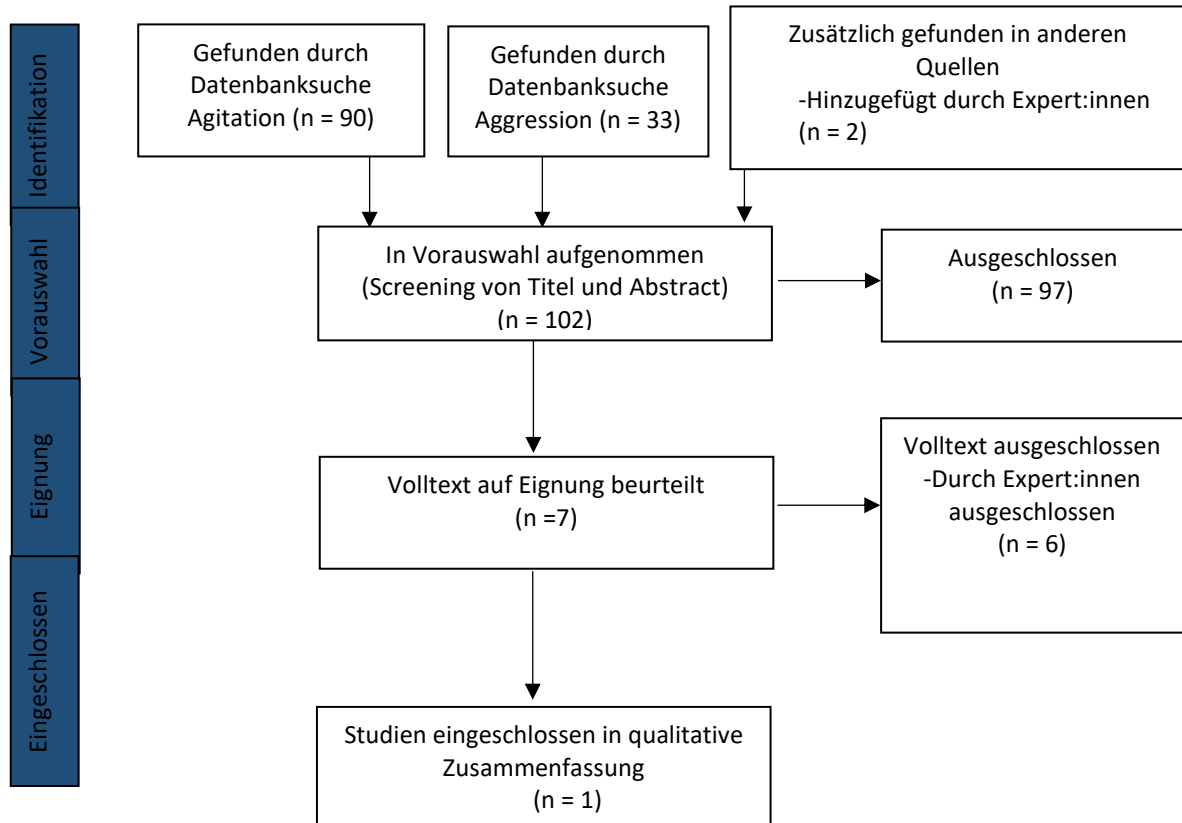 Identifikation
Gefunden durch
Datenbanksuche
Agitation (n = 90)
Gefunden durch
Datenbanksuche
Aggression (n = 33)
Zusätzlich gefunden in anderen
Quellen
-Hinzugefügt durch Expert:innen
(n = 2)
Vorauswahl
In Vorauswahl aufgenommen
(Screening von Titel und Abstract)
(n = 102)
Ausgeschlossen
(n = 97)
Eignung
Volltext auf Eignung beurteilt
(n =7)
Volltext ausgeschlossen
-Durch Expert:innen
ausgeschlossen
(n = 6)
Eingeschlossen
Studien eingeschlossen in qualitative
Zusammenfassung
(n = 1)